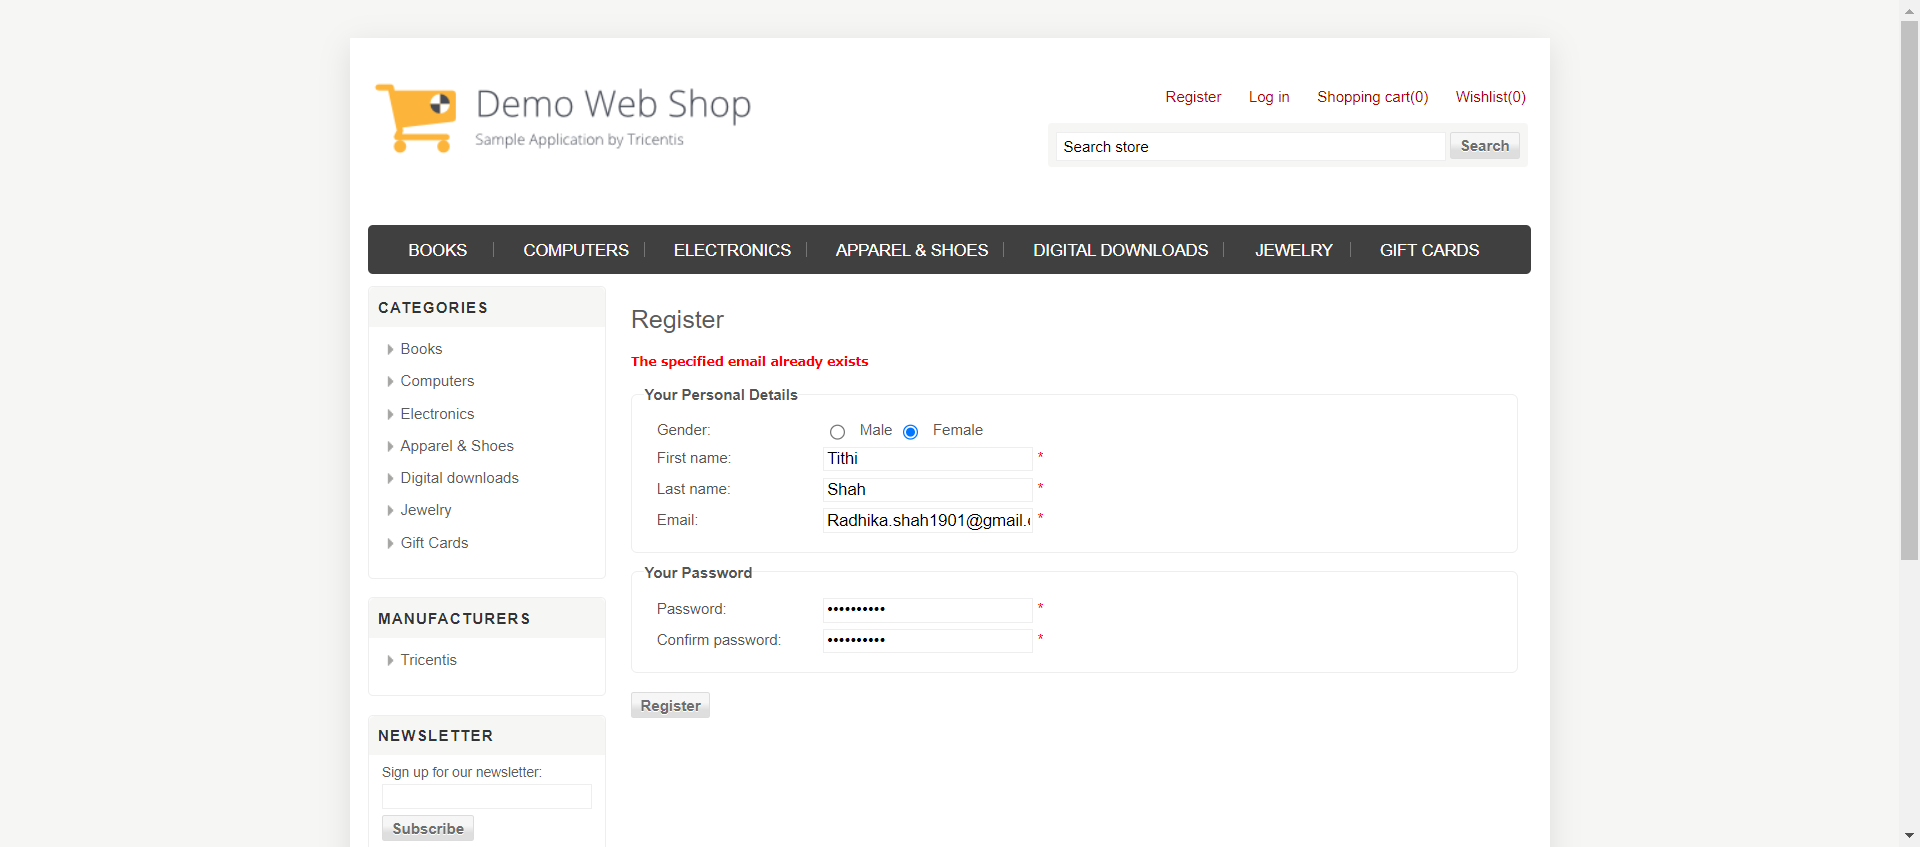 Demo Web Shop
Sample Application by Tricentis
Register Log in Shopping cart(0) Wishlist(0)
Search store Search
BOOKS COMPUTERS ELECTRONICS APPAREL & SHOES DIGITAL DOWNLOADS JEWELRY GIFT CARDS
CATEGORIES
Books
Computers
Electronics
Apparel & Shoes
Digital downloads
Jewelry
Gift Cards
MANUFACTURERS
Tricentis
NEWSLETTER
Sign up for our newsletter:
Subscribe
Register
The specified email already exists
Your Personal Details
Gender: Male Female
First name: Tithi *
Last name: Shah *
Email: Radhika.shah1901@gmail. *
Your Password
Password: •••••••••• *
Confirm password: •••••••••• *
Register